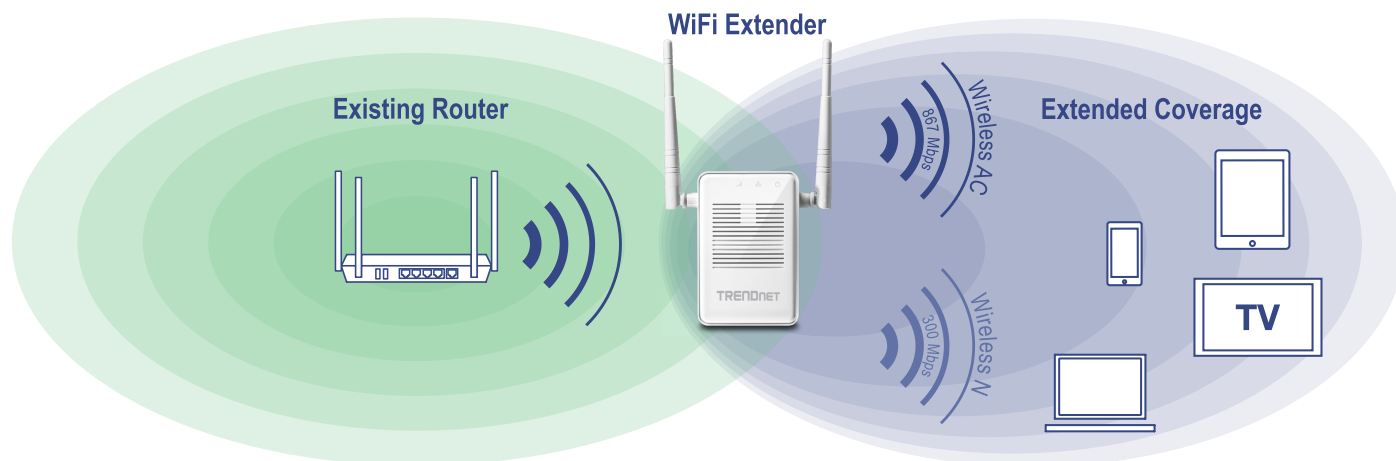 WiFi Extender
Existing Router
Extended Coverage
867 Mbps
Wireless AC
TRENDNET
TV
300 Mbps
Wireless N